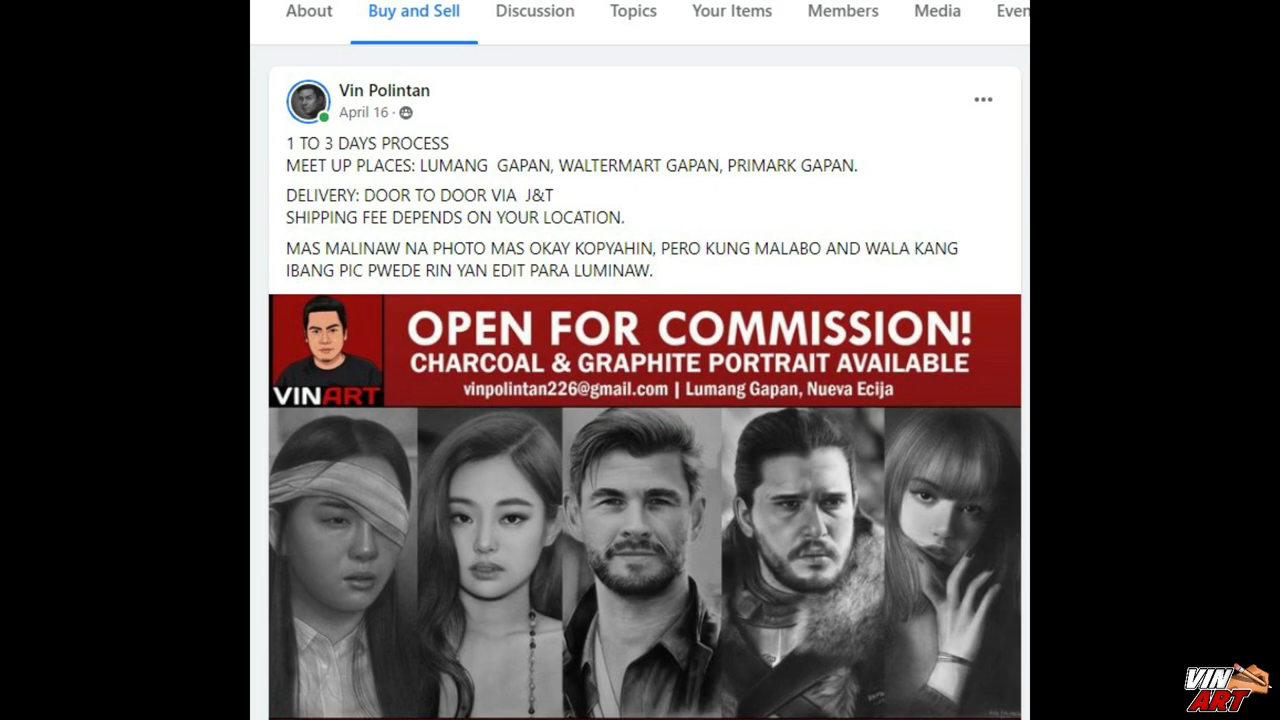 About Buy and Sell Discussion Topics Your Items Members Media Even
Vin Polintan
April 16 ·
1 TO 3 DAYS PROCESS
MEET UP PLACES: LUMANG GAPAN, WALTERMART GAPAN, PRIMARK GAPAN.
DELIVERY: DOOR TO DOOR VIA J&T
SHIPPING FEE DEPENDS ON YOUR LOCATION.
MAS MALINAW NA PHOTO MAS OKAY KOPYAHIN, PERO KUNG MALABO AND WALA KANG
IBANG PIC PWEDE RIN YAN EDIT PARA LUMINAW.
OPEN FOR COMMISSION!
CHARCOAL & GRAPHITE PORTRAIT AVAILABLE
vinpolintan226@gmail.com | Lumang Gapan, Nueva Ecija
VINART
VIN
ART